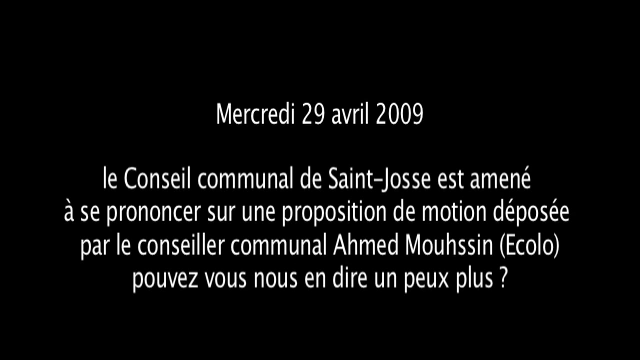 Mercredi 29 avril 2009
le Conseil communal de Saint-Josse est amené
à se prononcer sur une proposition de motion déposée
par le conseiller communal Ahmed Mouhssin (Ecolo)
pouvez vous nous en dire un peux plus ?